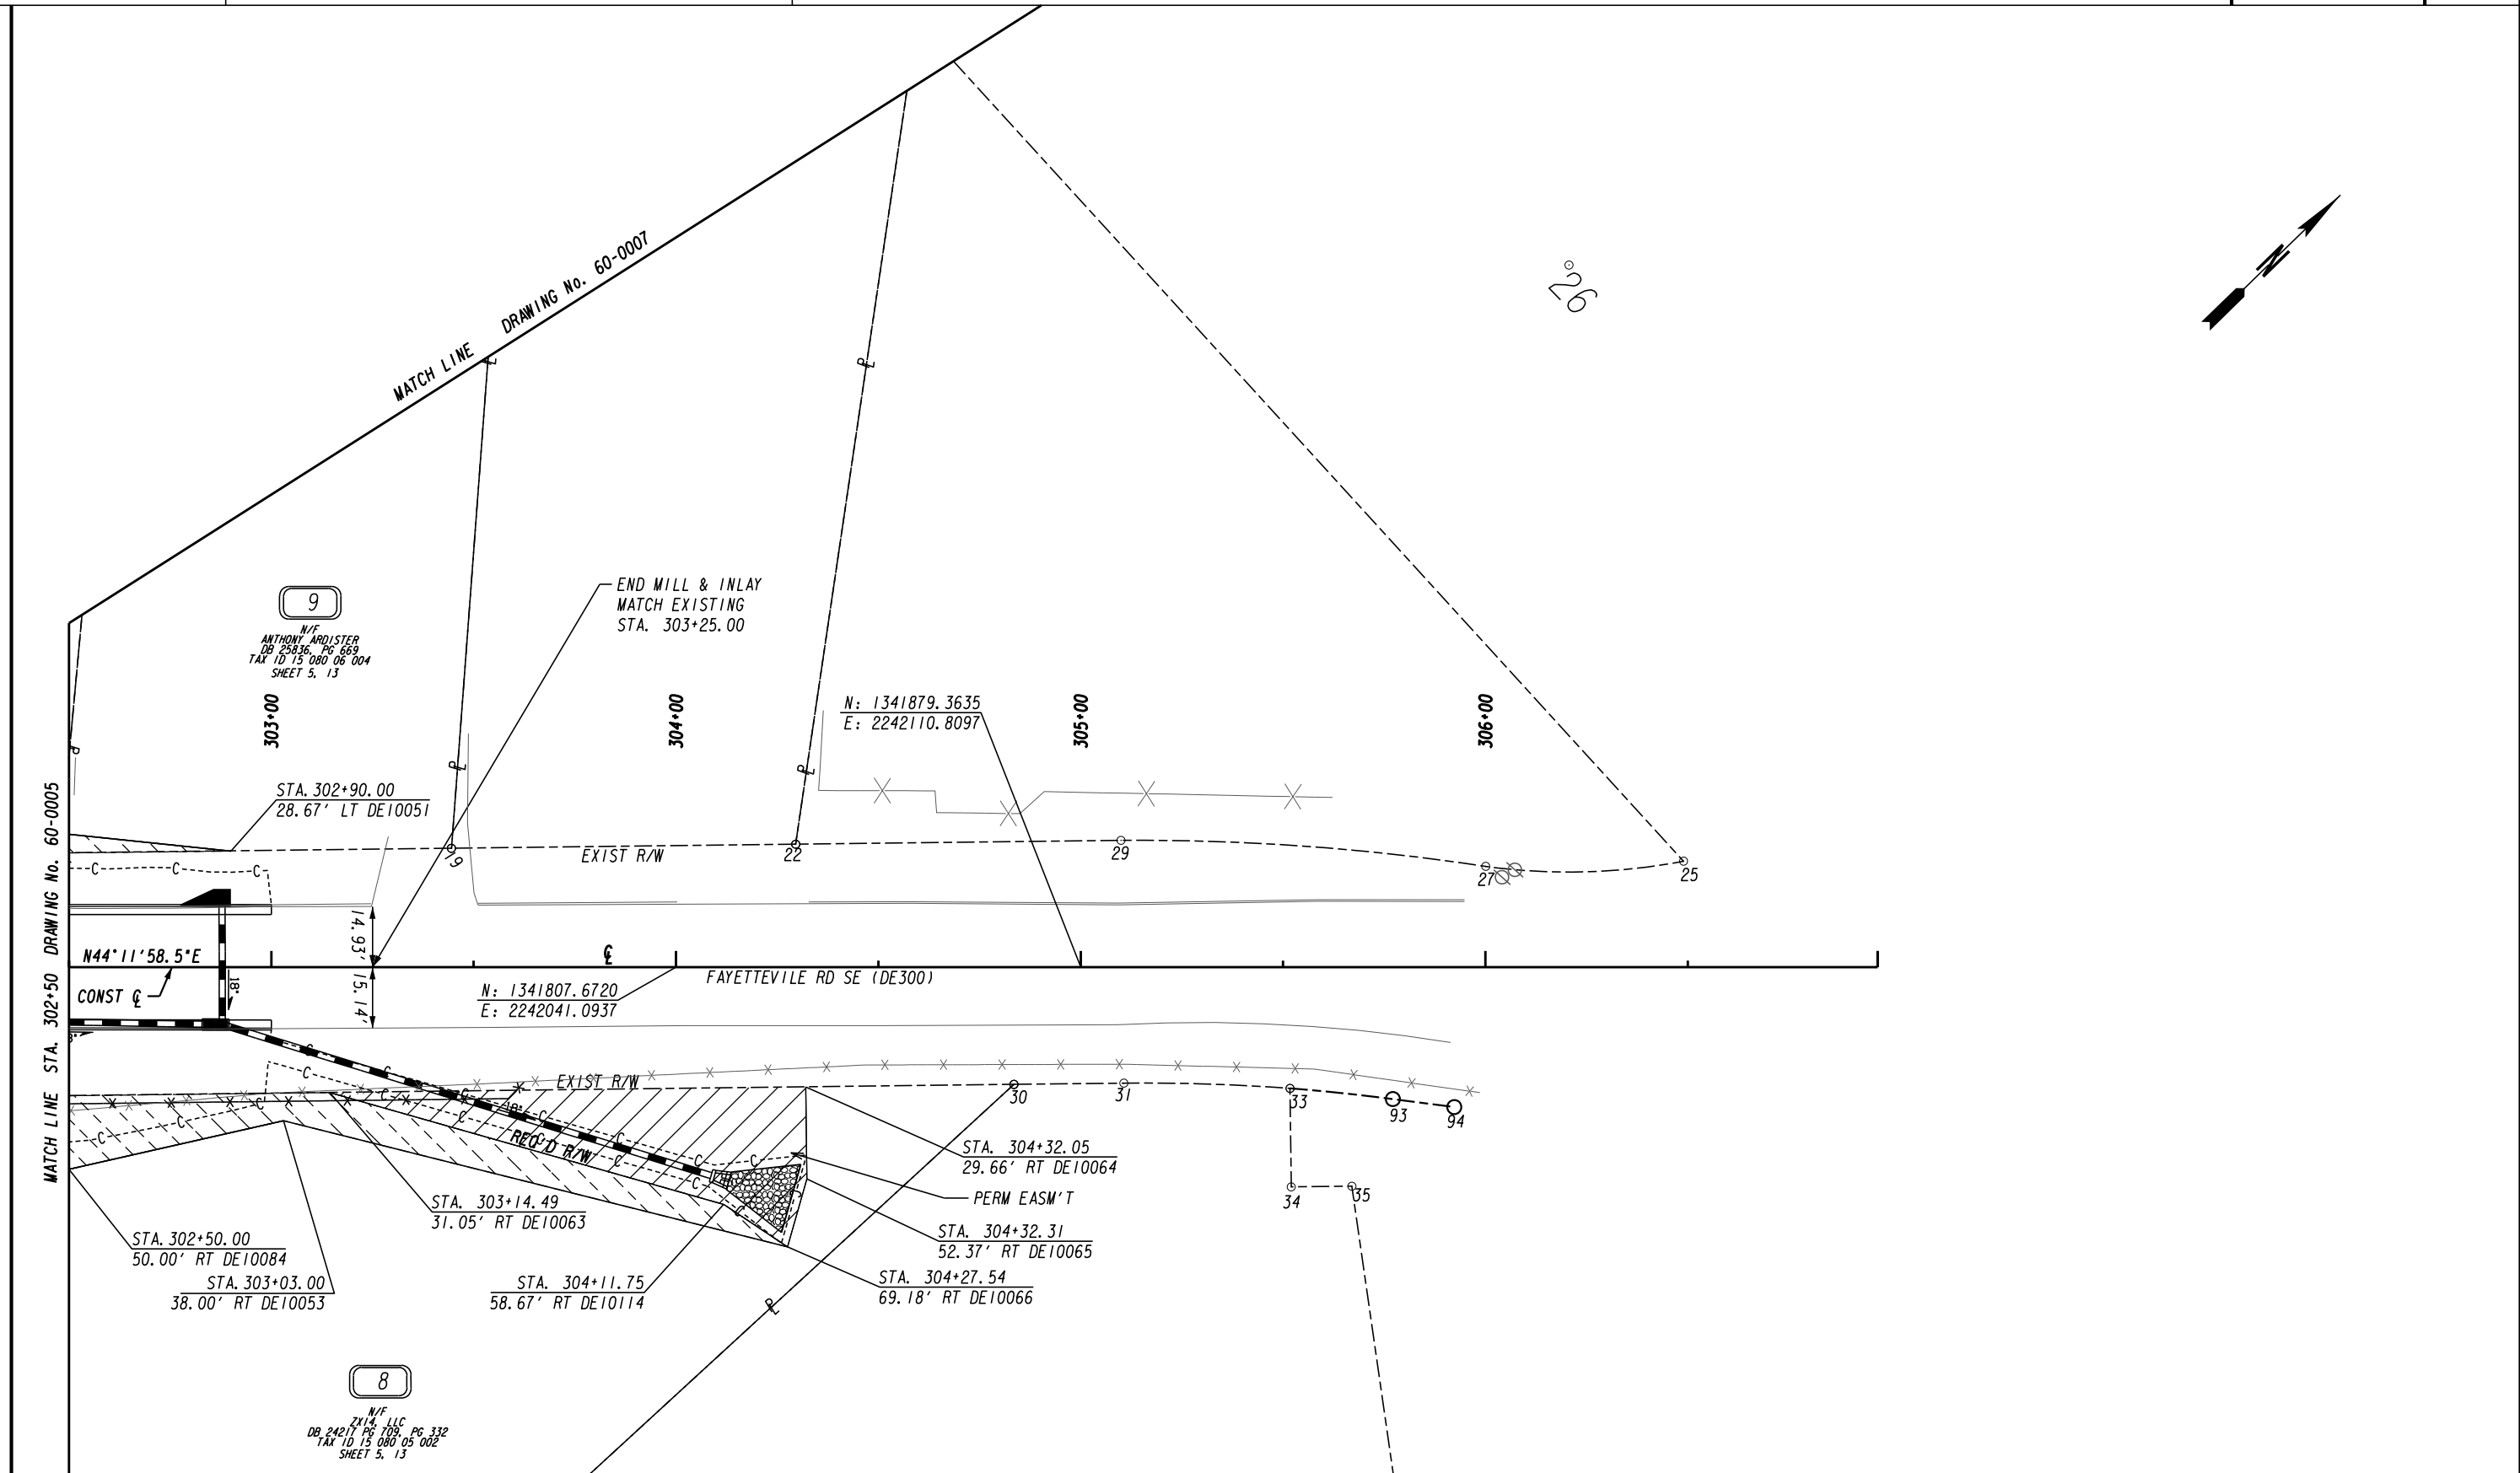 MATCH LINE DRAWING No. 60-0007
26
N
9
N/F
ANTHONY ARDISTER
DB 25836, PG 669
TAX ID 15 080 06 004
SHEET 5, 13
END MILL & INLAY
MATCH EXISTING
STA. 303+25.00
303+00
304+00
305+00
306+00
N: 1341879.3635
E: 2242110.8097
STA.302+90.00
28.67' LT DE10051
MATCH LINE STA. 302+50 DRAWING No. 60-0005
EXIST R/W
19
22
29
27
25
14.93'
15.14'
N44°11'58.5"E
CONST ℄
18"
℄
FAYETTEVILE RD SE (DE300)
N: 1341807.6720
E: 2242041.0937
EXIST R/W
18"
REQ'D R/W
30
31
33
93
94
34
35
STA. 304+32.05
29.66' RT DE10064
PERM EASM'T
STA. 303+14.49
31.05' RT DE10063
STA. 304+32.31
52.37' RT DE10065
STA.302+50.00
50.00' RT DE10084
STA.303+03.00
38.00' RT DE10053
STA. 304+11.75
58.67' RT DE10114
STA. 304+27.54
69.18' RT DE10066
8
N/F
ZX14, LLC
DB 24217 PG 709, PG 332
TAX ID 15 080 05 002
SHEET 5, 13